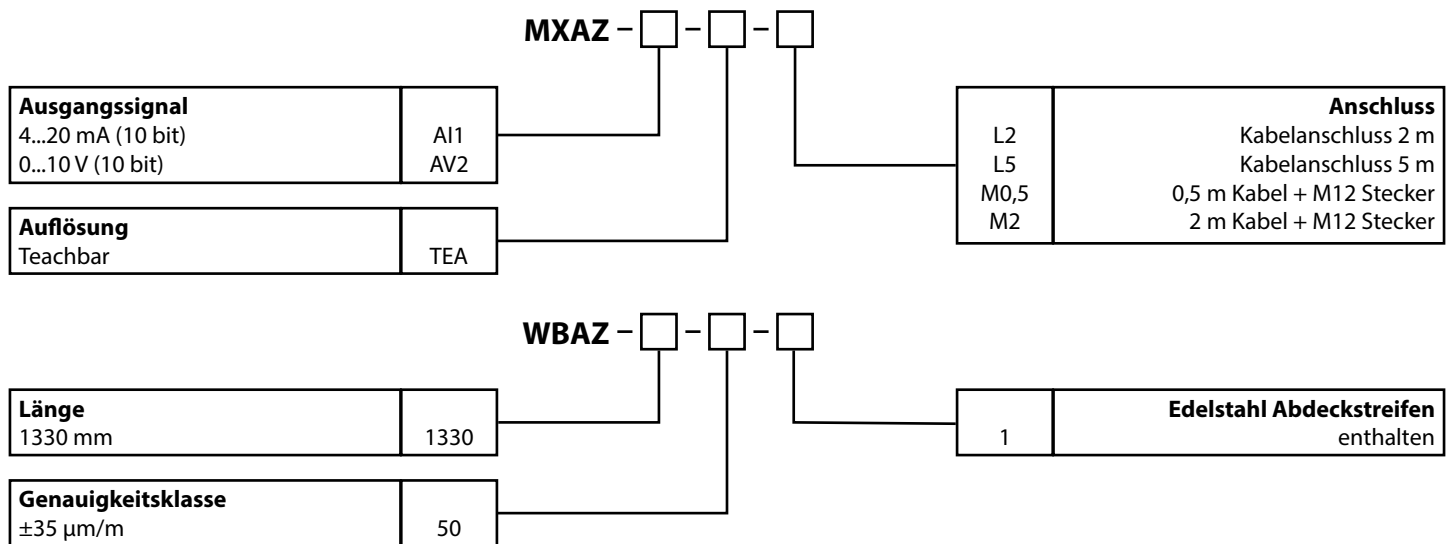 MXAZ – – –
Ausgangssignal
4...20 mA (10 bit) AI1
0...10 V (10 bit) AV2
Auflösung
Teachbar TEA
Anschluss
L2 Kabelanschluss 2 m
L5 Kabelanschluss 5 m
M0,5 0,5 m Kabel + M12 Stecker
M2 2 m Kabel + M12 Stecker
WBAZ – – –
Länge
1330 mm 1330
Genauigkeitsklasse
±35 µm/m 50
Edelstahl Abdeckstreifen
1 enthalten